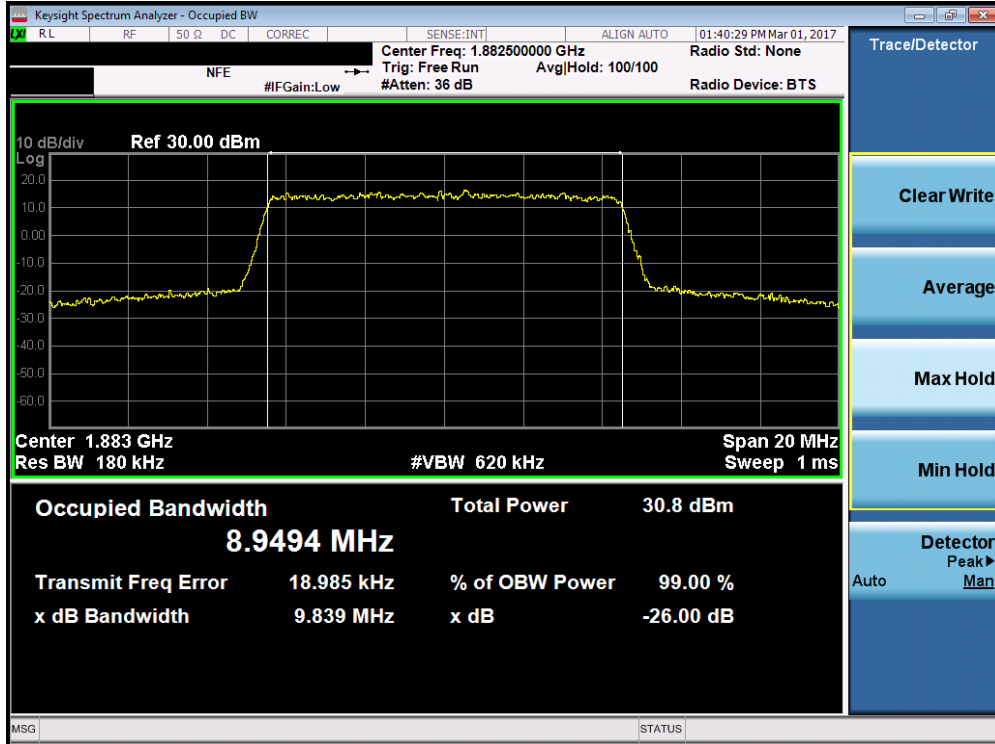 Keysight Spectrum Analyzer - Occupied BW
LXI RL RF 50 Ω DC CORREC SENSE:INT ALIGN AUTO 01:40:29 PM Mar 01, 2017
Center Freq: 1.882500000 GHz Radio Std: None
NFE Trig: Free Run Avg|Hold: 100/100
#IFGain:Low #Atten: 36 dB Radio Device: BTS
Trace/Detector
10 dB/div Ref 30.00 dBm
Log
20.0
10.0
0.00
-10.0
-20.0
-30.0
-40.0
-50.0
-60.0
Center 1.883 GHz Span 20 MHz
Res BW 180 kHz #VBW 620 kHz Sweep 1 ms
Occupied Bandwidth Total Power 30.8 dBm
8.9494 MHz
Transmit Freq Error 18.985 kHz % of OBW Power 99.00 %
x dB Bandwidth 9.839 MHz x dB -26.00 dB
Clear Write
Average
Max Hold
Min Hold
Detector
Peak▶
Auto Man
MSG STATUS